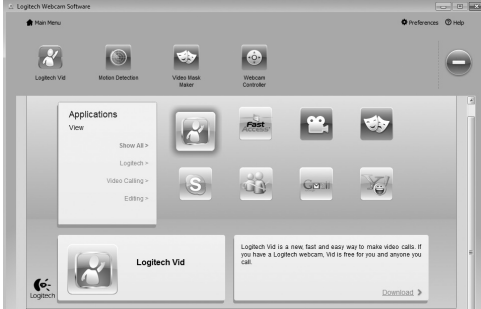 Logitech Webcam Software
Main Menu
Preferences
Help
Logitech Vid
Motion Detection
Video Mask
Maker
Webcam
Controller
Applications
View
Show All >
Logitech >
Video Calling >
Editing >
Fast
ACCESS
S
Gmail
Y!
Logitech Vid
Logitech Vid is a new, fast and easy way to make video calls. If
you have a Logitech webcam, Vid is free for you and anyone you
call.
Download >
Logitech